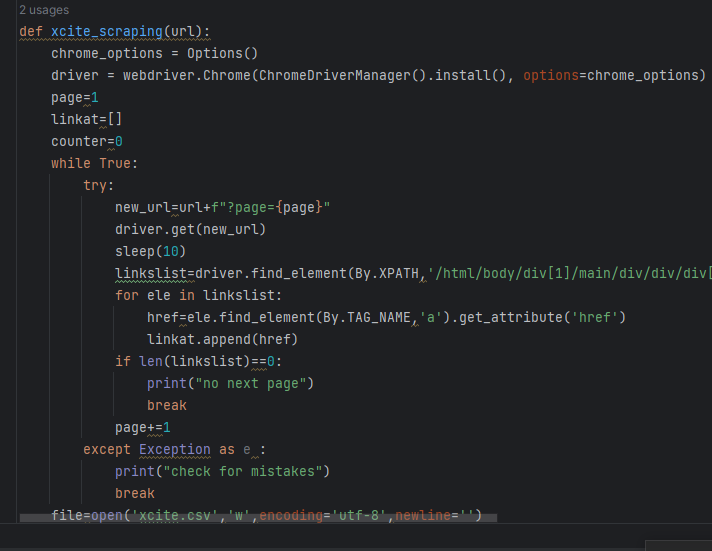 2 usages
def xcite_scraping(url):
    chrome_options = Options()
    driver = webdriver.Chrome(ChromeDriverManager().install(), options=chrome_options)
    page=1
    linkat=[]
    counter=0
    while True:
        try:
            new_url=url+f"?page={page}"
            driver.get(new_url)
            sleep(10)
            linkslist=driver.find_element(By.XPATH,'/html/body/div[1]/main/div/div/div[
            for ele in linkslist:
                href=ele.find_element(By.TAG_NAME,'a').get_attribute('href')
                linkat.append(href)
            if len(linkslist)==0:
                print("no next page")
                break
            page+=1
        except Exception as e :
            print("check for mistakes")
            break
    file=open('xcite.csv','w',encoding='utf-8',newline='')